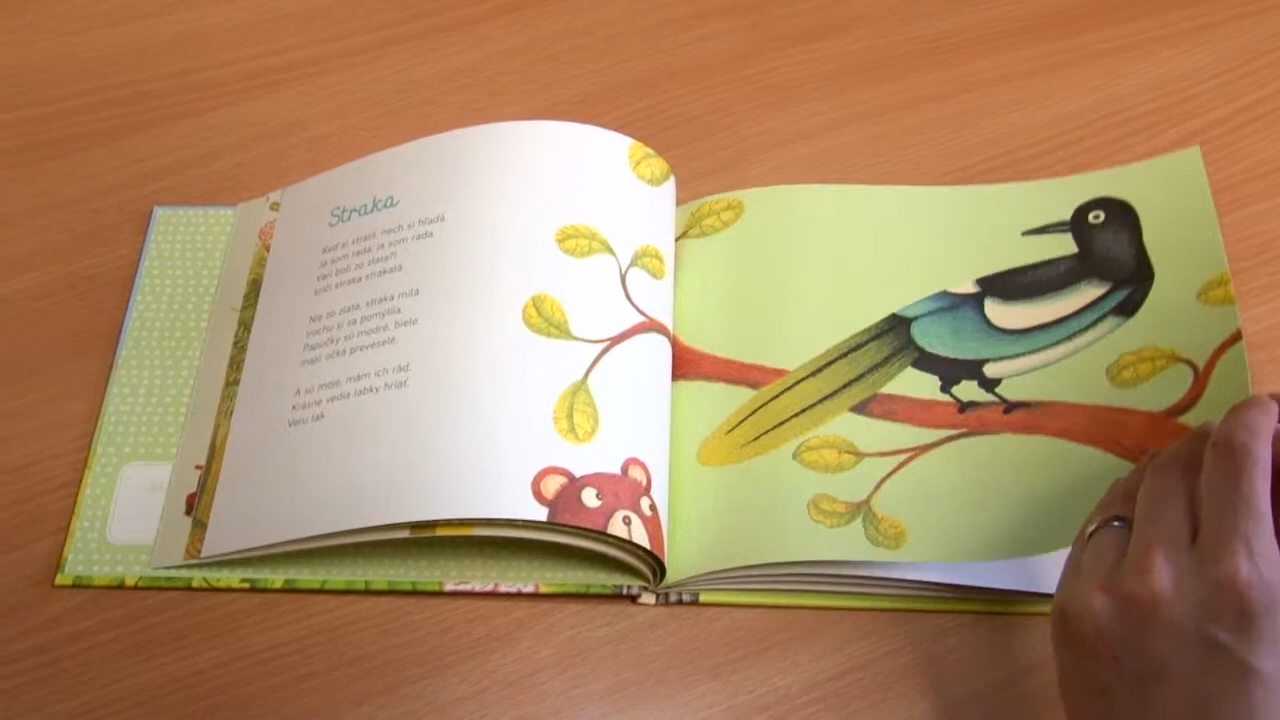 Straka
Keď si stratil, nech si hľadá.
Ja som rada, ja som rada.
Vari boli zo zlata?!
kričí straka strakatá.
Nie zo zlata, straka milá
trochu si sa pomýlila.
Papučky sú modré, biele,
majú očká preveselé.
A sú moje, mám ich rád.
Krásne vedia labky hriať.
Veru tak